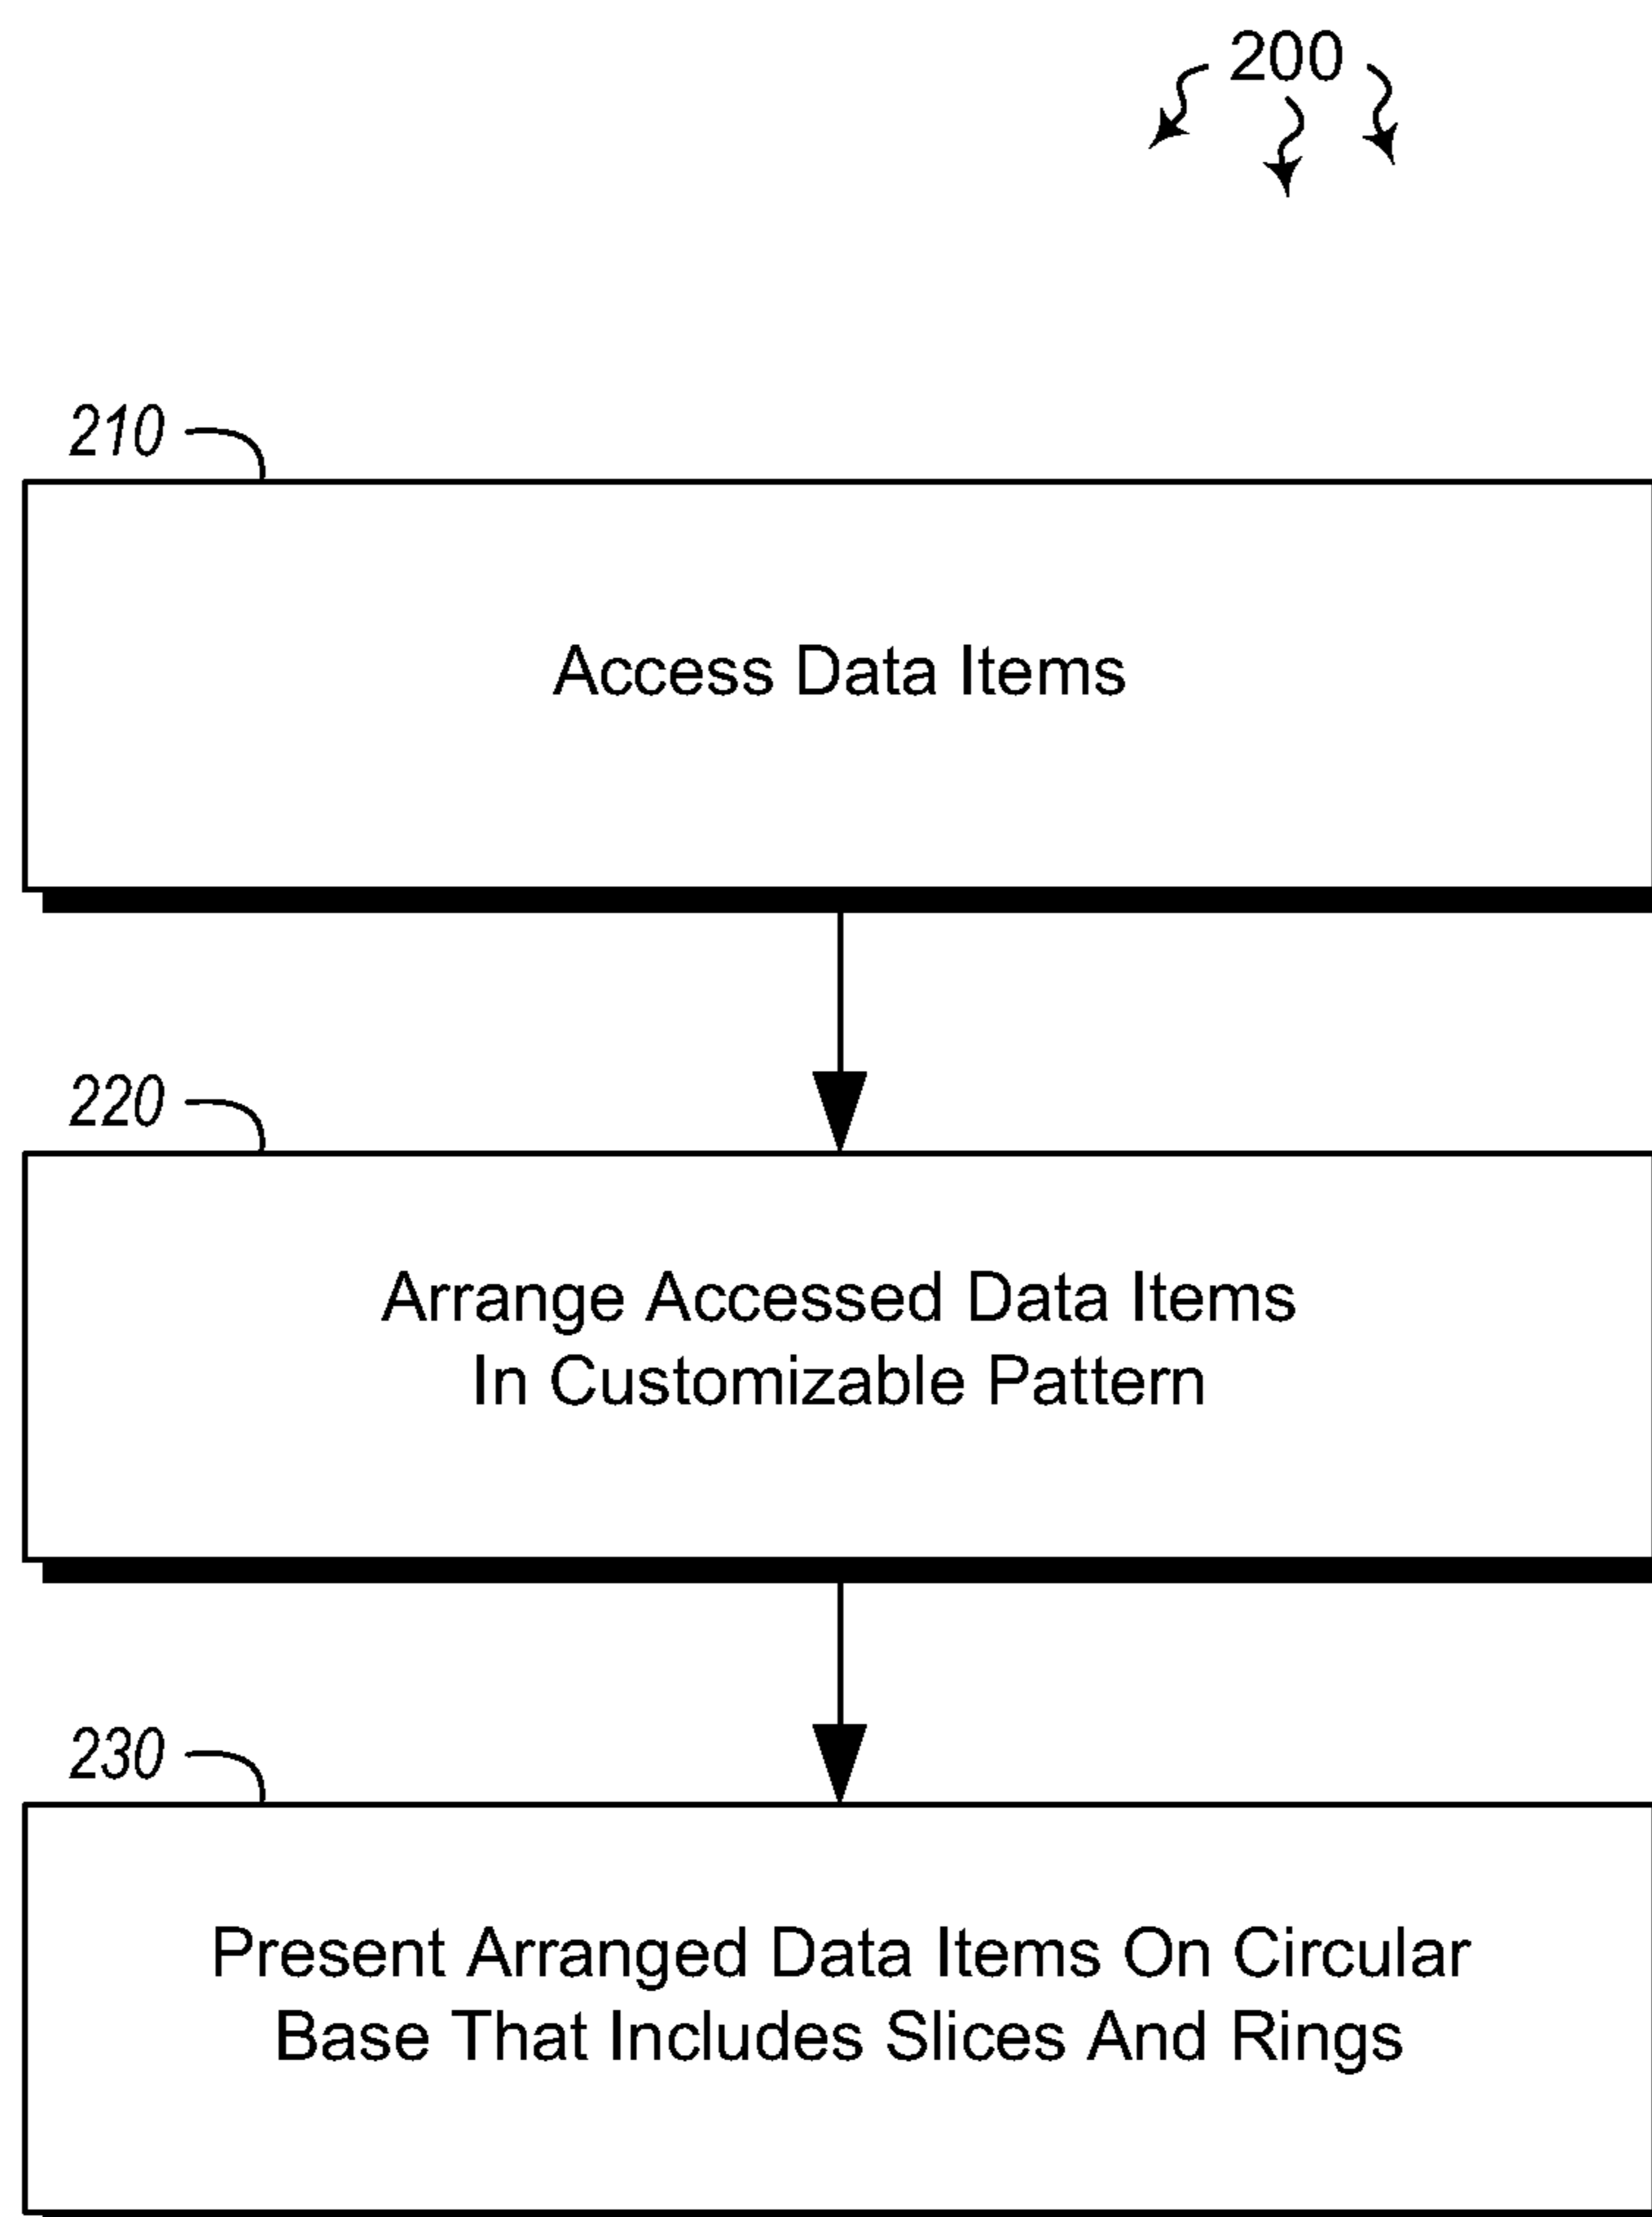 200
210
Access Data Items
220
Arrange Accessed Data Items
In Customizable Pattern
230
Present Arranged Data Items On Circular
Base That Includes Slices And Rings